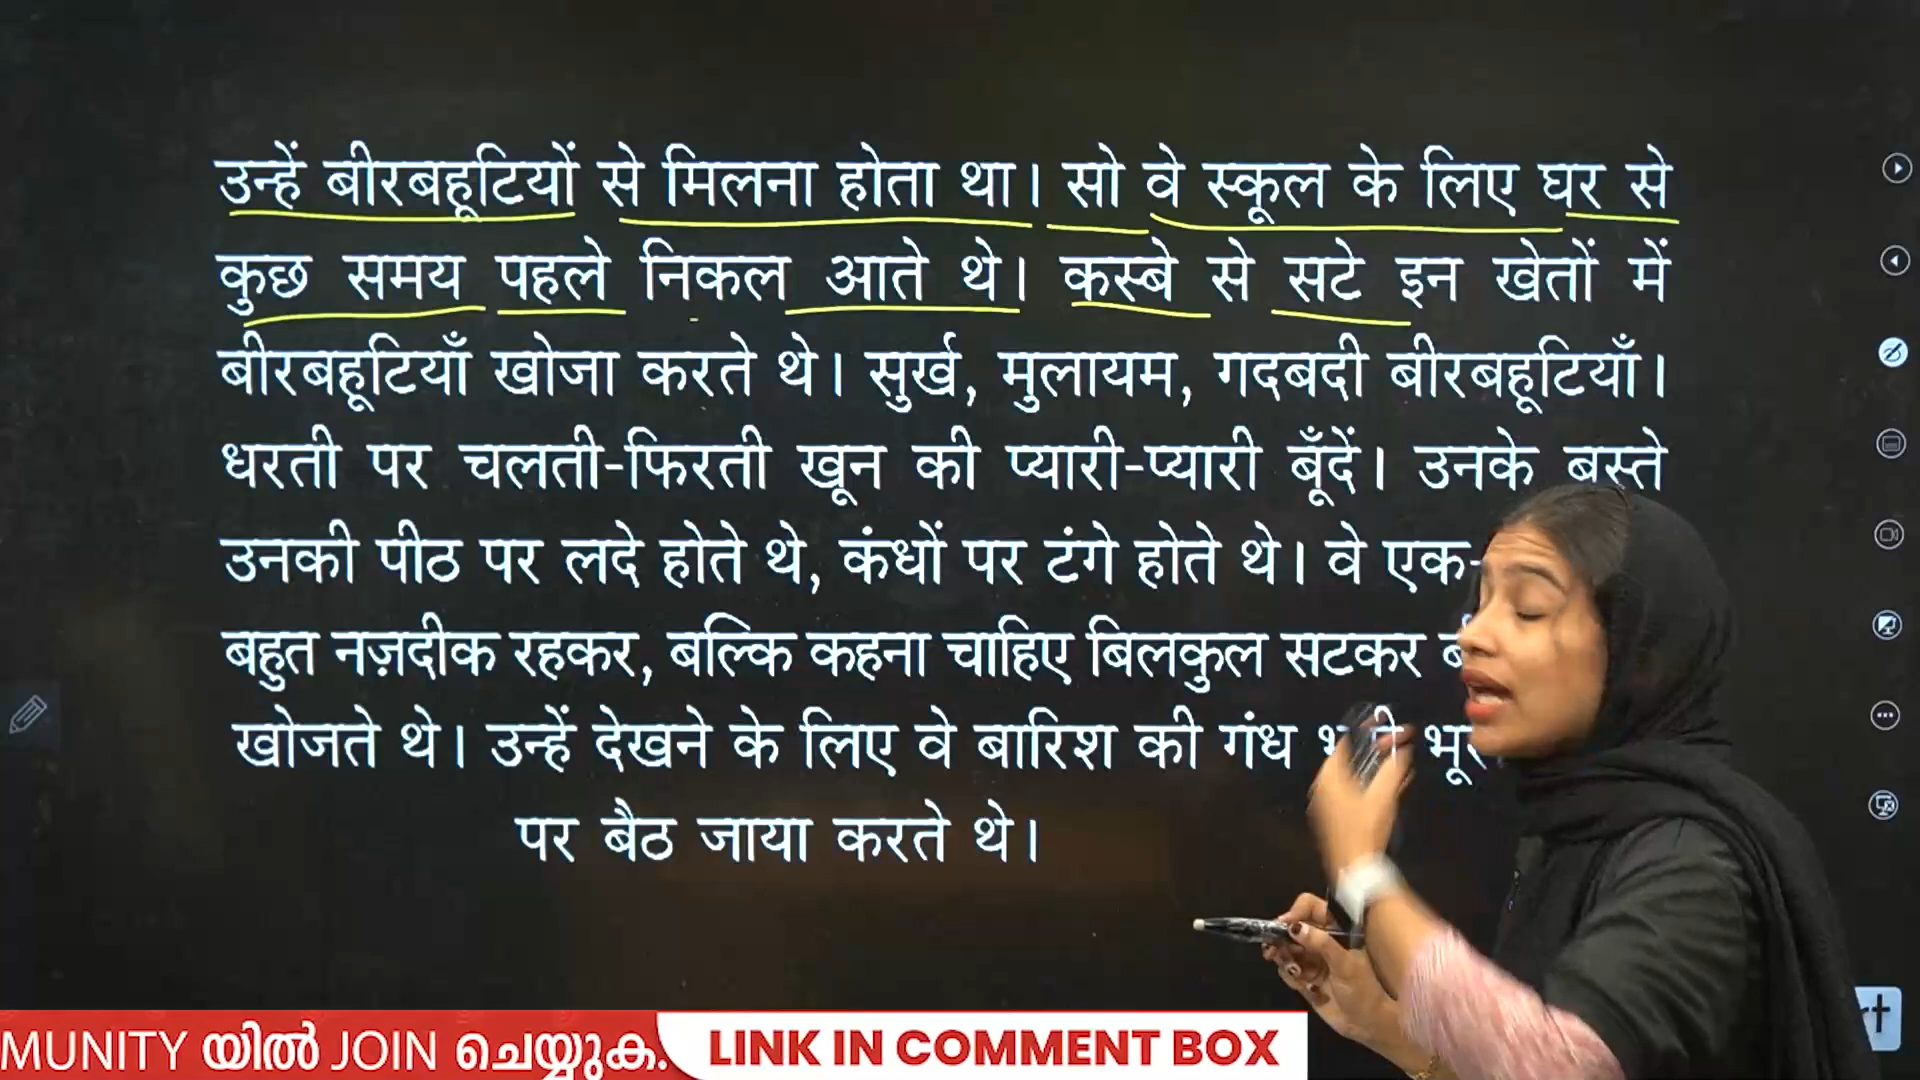 उन्हें बीरबहूटियों से मिलना होता था। सो वे स्कूल के लिए घर से
कुछ समय पहले निकल आते थे। कस्बे से सटे इन खेतों में
बीरबहूटियाँ खोजा करते थे। सुर्ख, मुलायम, गदबदी बीरबहूटियाँ।
धरती पर चलती-फिरती खून की प्यारी-प्यारी बूँदें। उनके बस्ते
उनकी पीठ पर लदे होते थे, कंधों पर टंगे होते थे। वे एक-
बहुत नज़दीक रहकर, बल्कि कहना चाहिए बिलकुल सटकर
खोजते थे। उन्हें देखने के लिए वे बारिश की गंध
पर बैठ जाया करते थे।
MUNITY യിൽ JOIN ചെയ്യുക. LINK IN COMMENT BOX